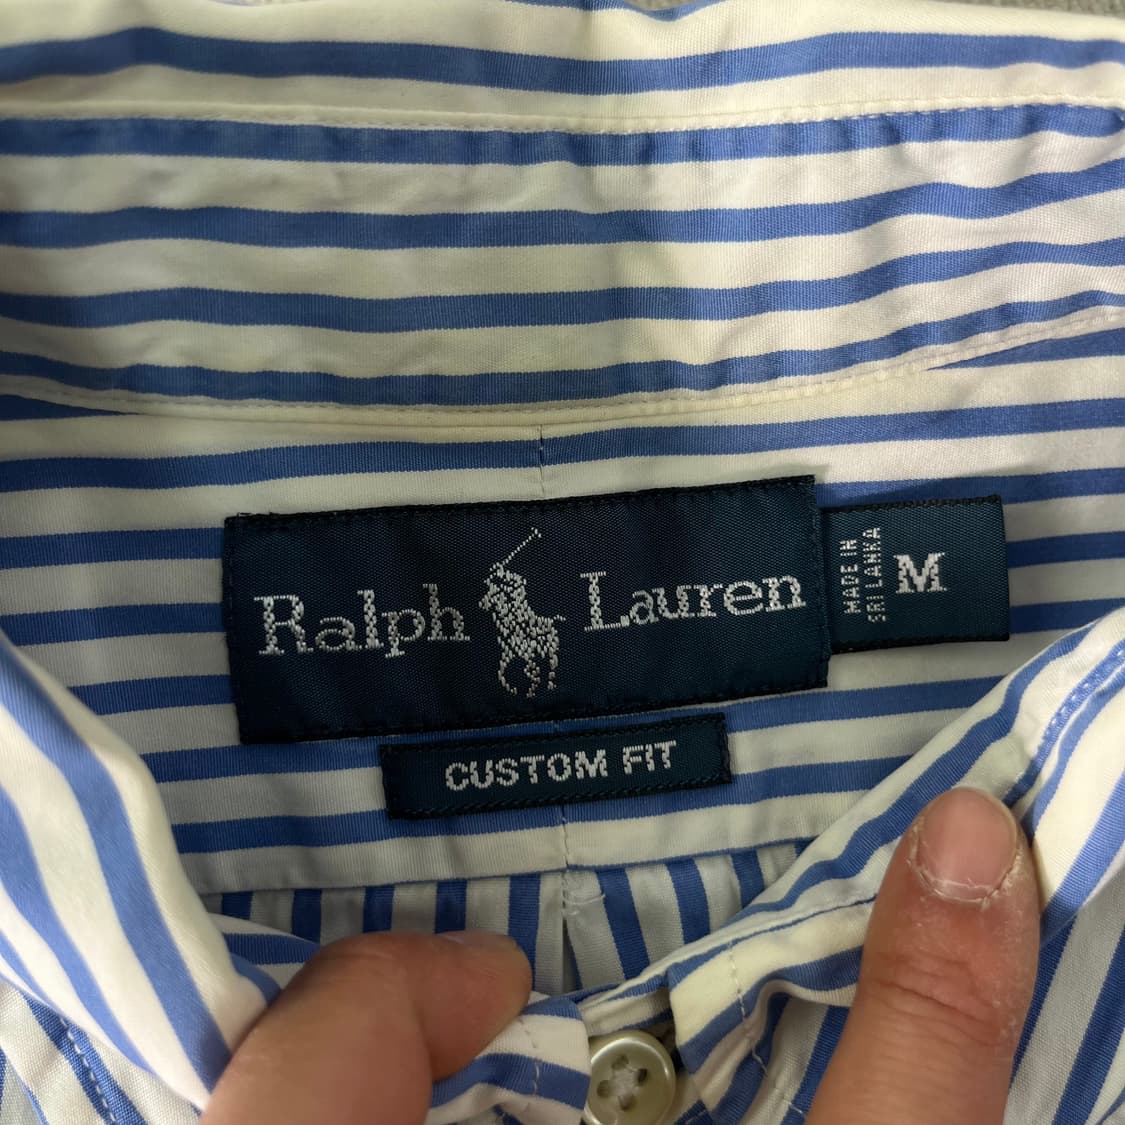 Ralph Lauren
MADE IN
SRI LANKA
M
CUSTOM FIT